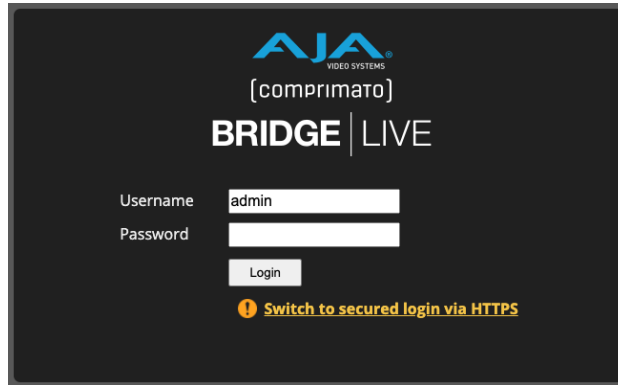 AJA®
VIDEO SYSTEMS
[comprimato]
BRIDGE | LIVE
Username admin
Password
Login
! Switch to secured login via HTTPS